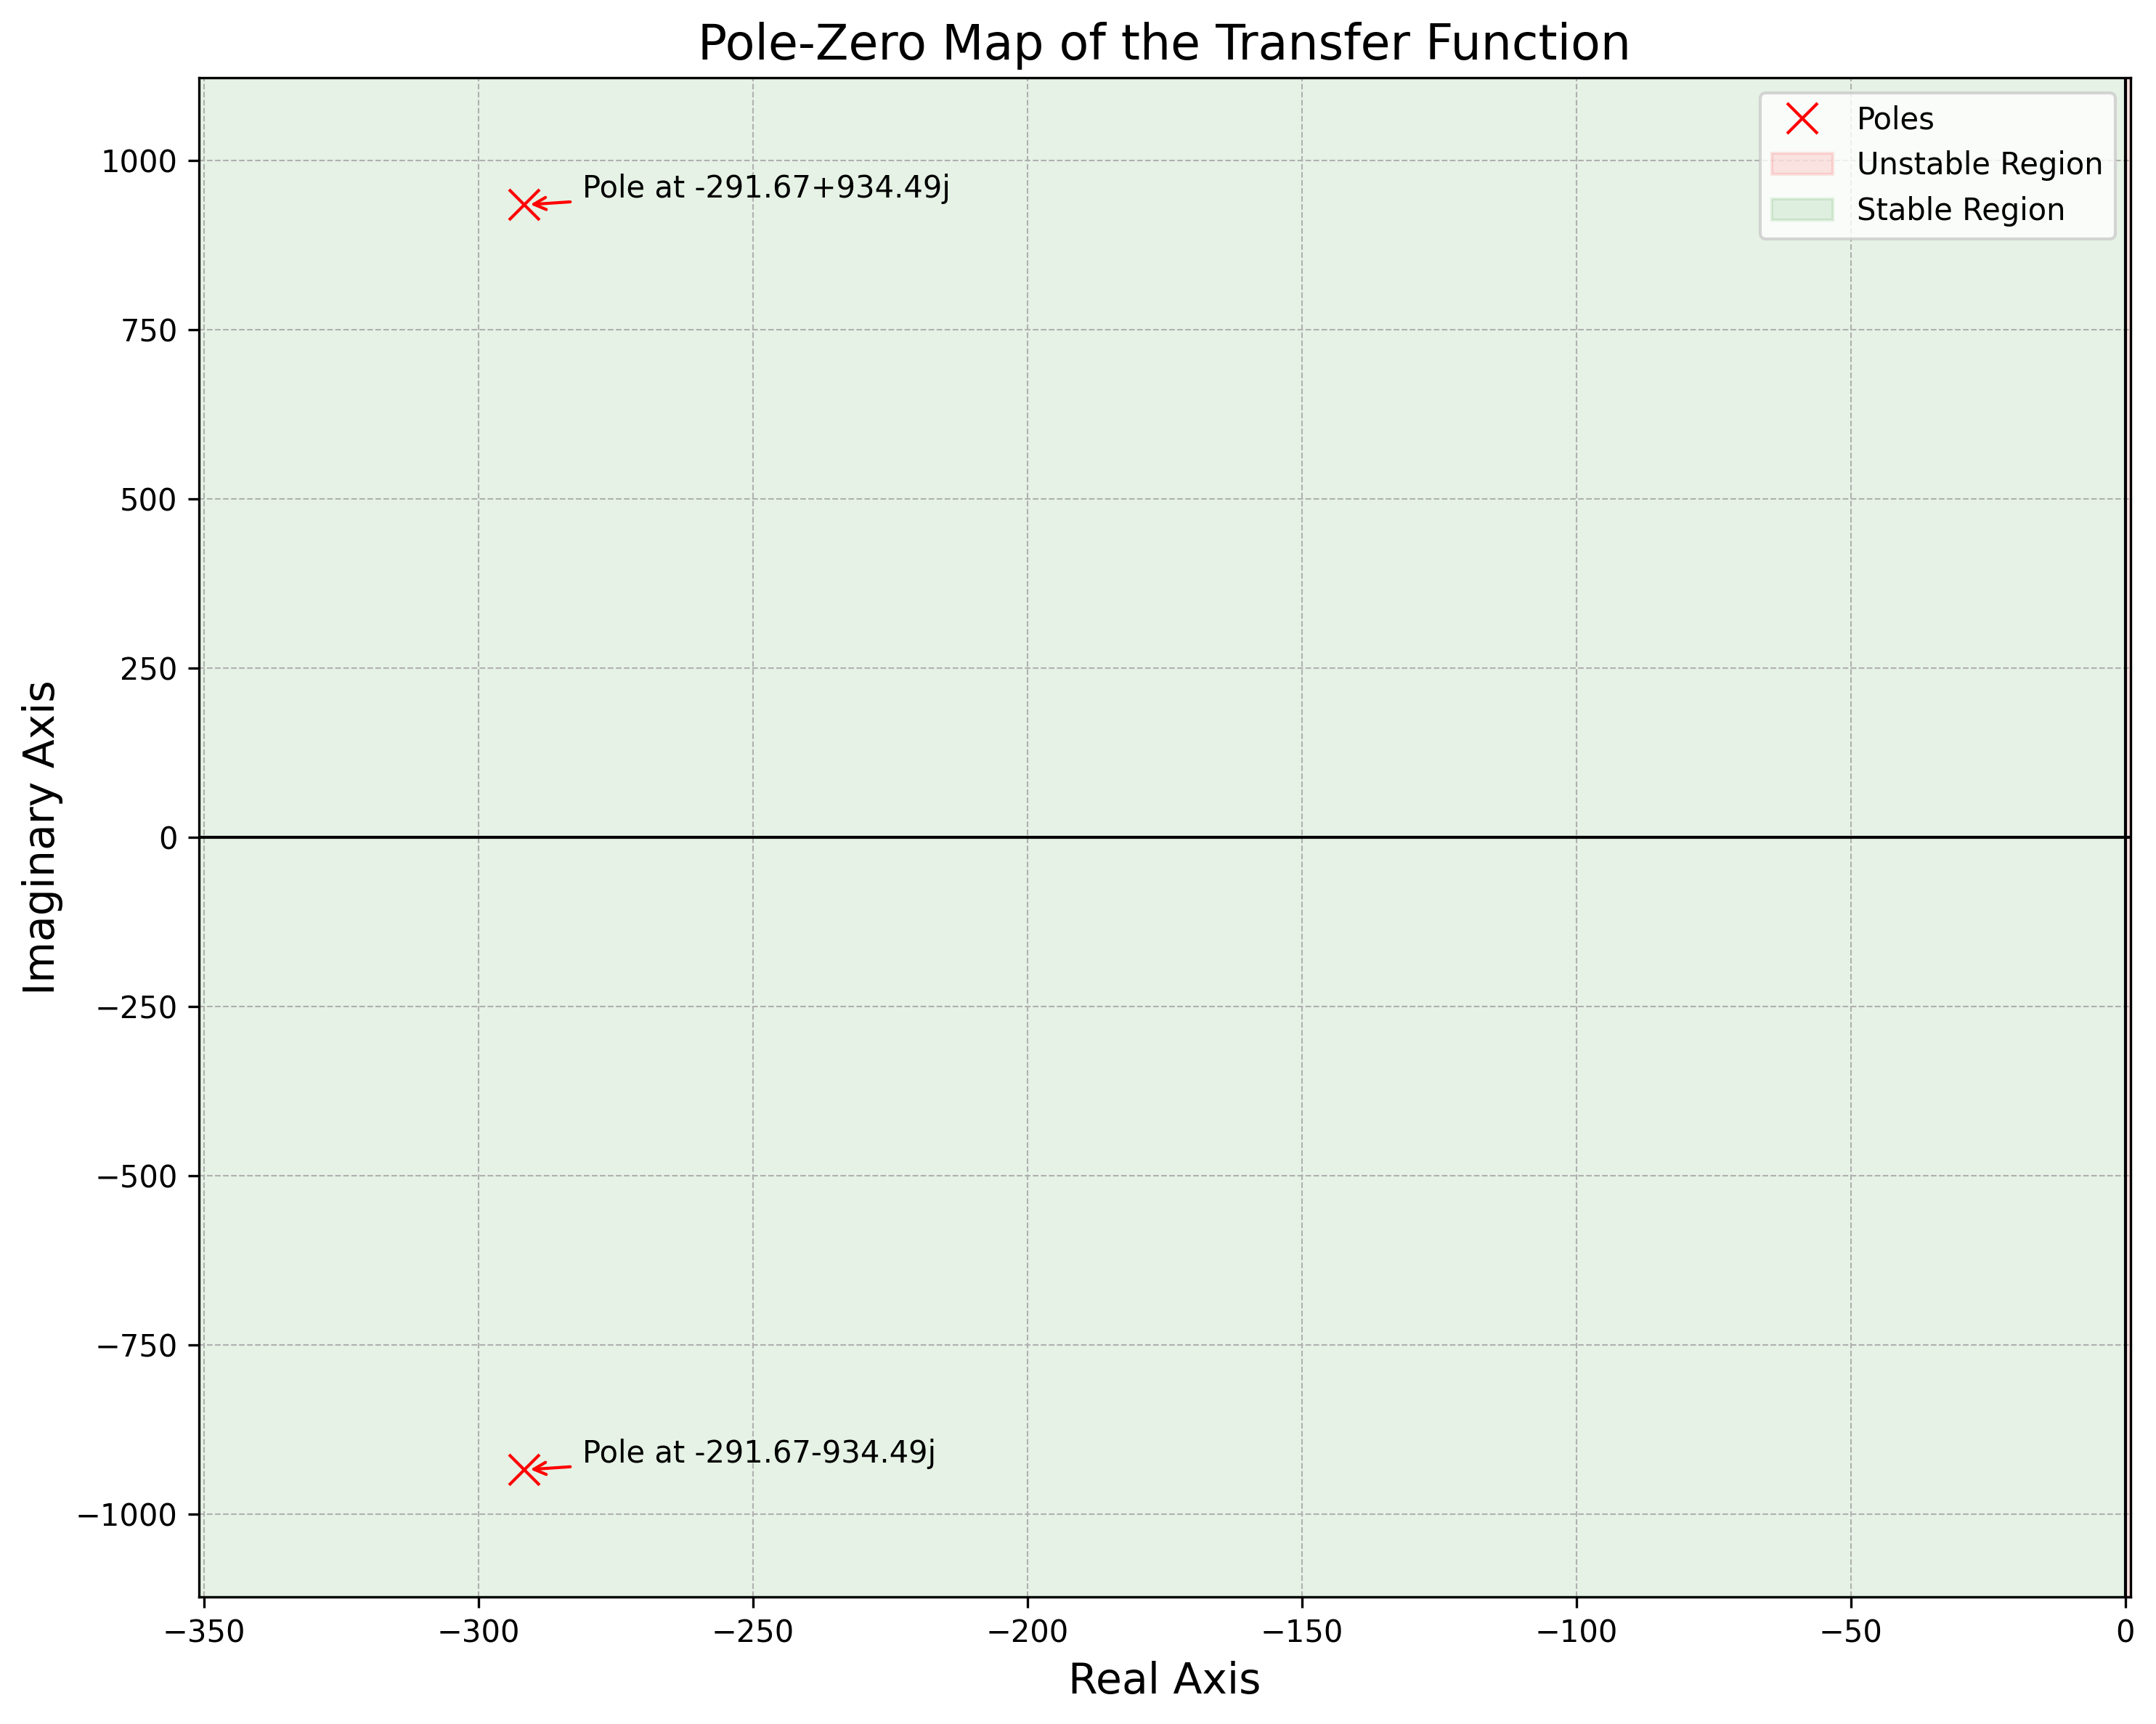 Pole-Zero Map of the Transfer Function
Poles
Unstable Region
Stable Region
Pole at -291.67+934.49j
Pole at -291.67-934.49j
1000
750
500
250
0
−250
−500
−750
−1000
Imaginary Axis
−350 −300 −250 −200 −150 −100 −50 0
Real Axis